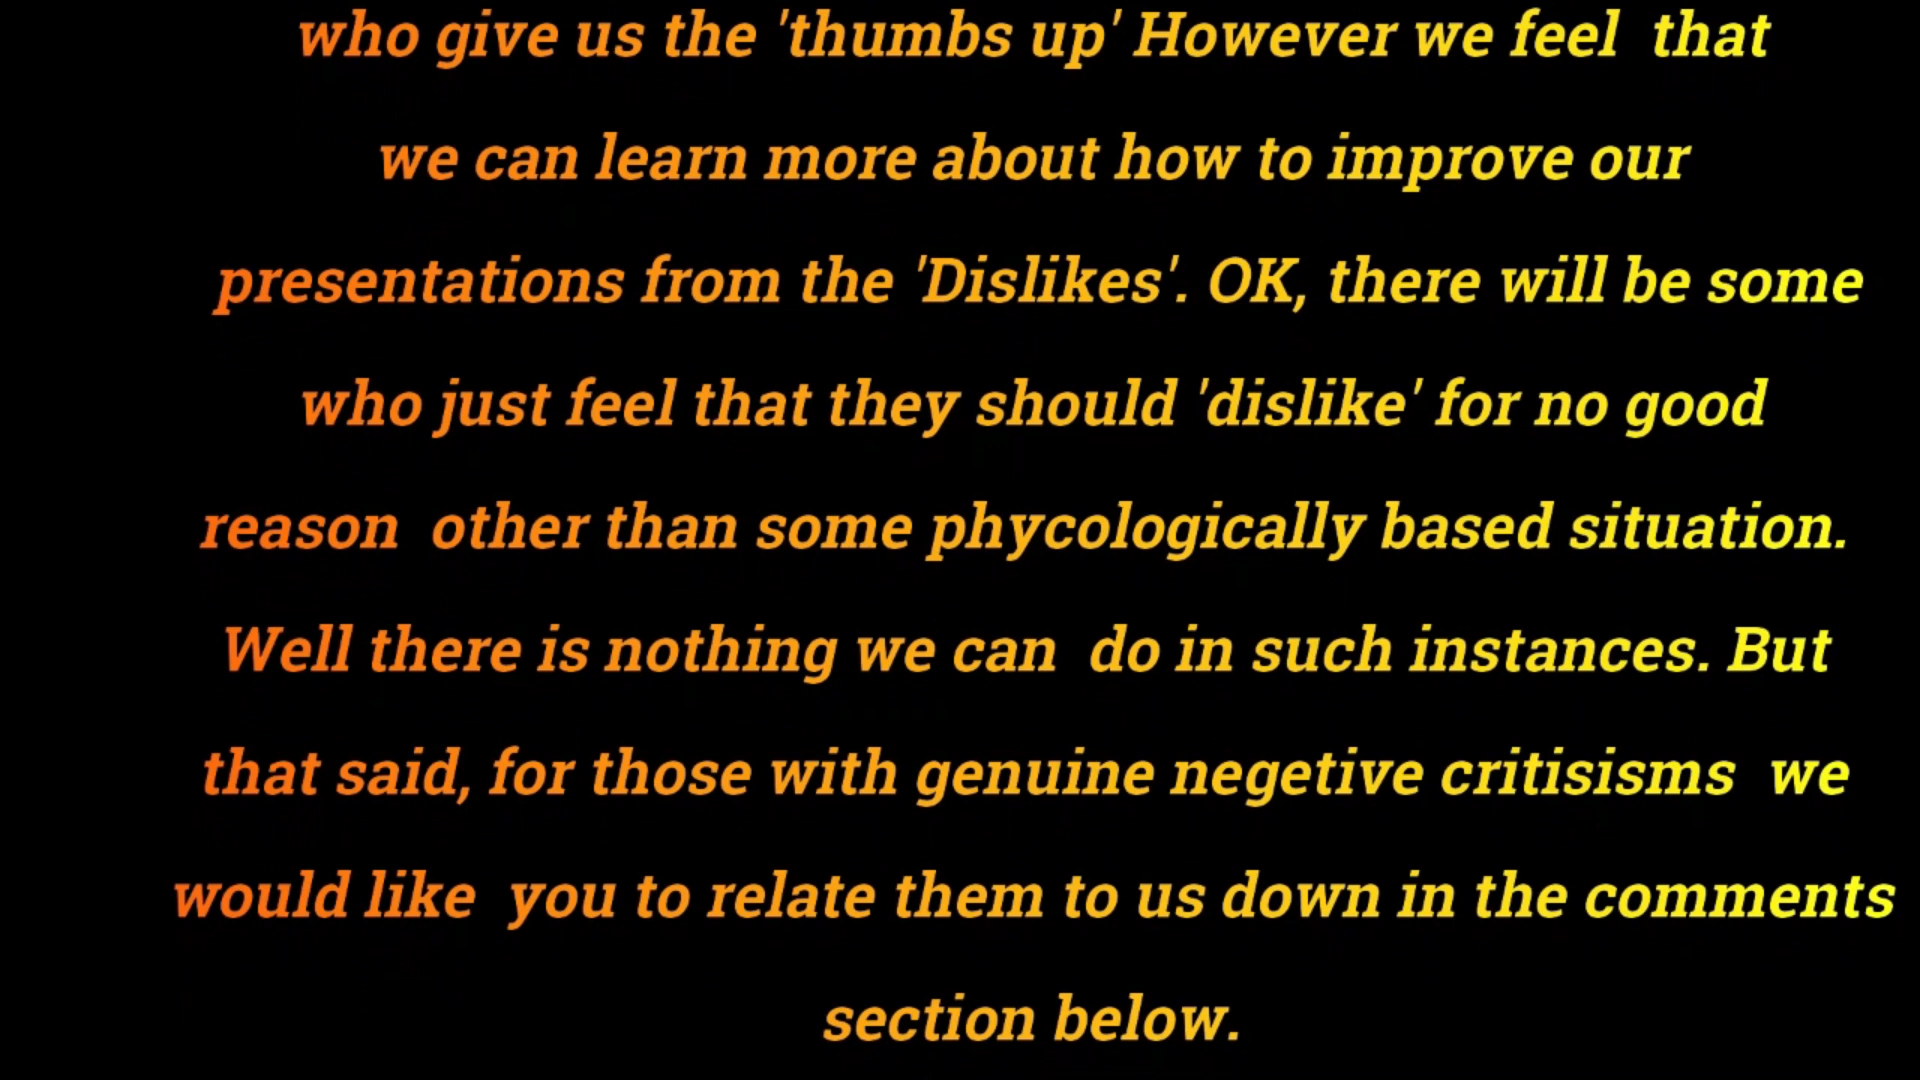 who give us the 'thumbs up' However we feel  that
we can learn more about how to improve our
presentations from the 'Dislikes'. OK, there will be some
who just feel that they should 'dislike' for no good
reason  other than some phycologically based situation.
Well there is nothing we can  do in such instances. But
that said, for those with genuine negetive critisisms  we
would like  you to relate them to us down in the comments
section below.